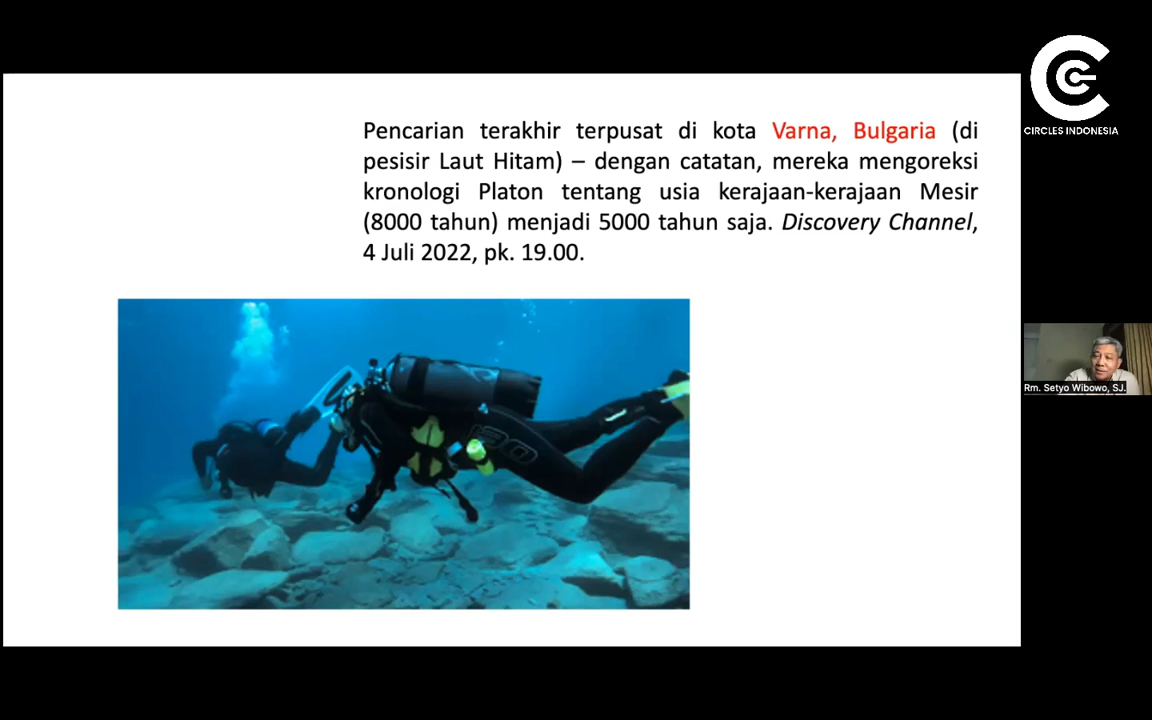 Pencarian terakhir terpusat di kota Varna, Bulgaria (di
pesisir Laut Hitam) – dengan catatan, mereka mengoreksi
kronologi Platon tentang usia kerajaan-kerajaan Mesir
(8000 tahun) menjadi 5000 tahun saja. Discovery Channel,
4 Juli 2022, pk. 19.00.
CIRCLES INDONESIA
Rm. Setyo Wibowo, SJ.